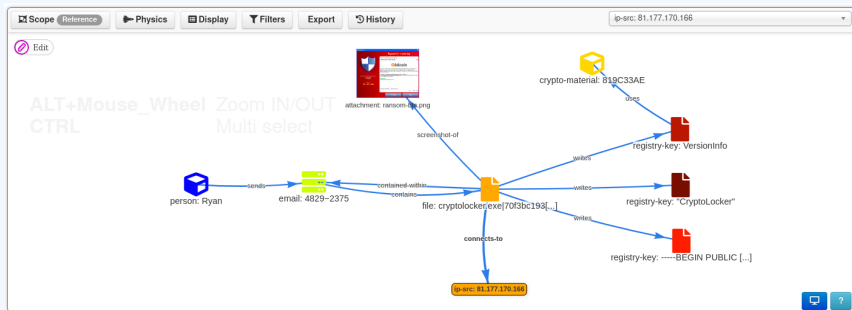 Scope Reference Physics Display Filters Export History ip-src: 81.177.170.166
Edit
ALT+Mouse_Wheel Zoom IN/OUT
CTRL Multi select
attachment: ransom-
.png
crypto-material: 819C33AE
uses
screenshot-of
registry-key: VersionInfo
writes
sends
contained-within
contains
writes
person: Ryan
email: 4829-2375
file: cryptolocker.exe|70f3bc193[...]
registry-key: "CryptoLocker"
writes
connects-to
registry-key: -----BEGIN PUBLIC [...]
ip-src: 81.177.170.166
?